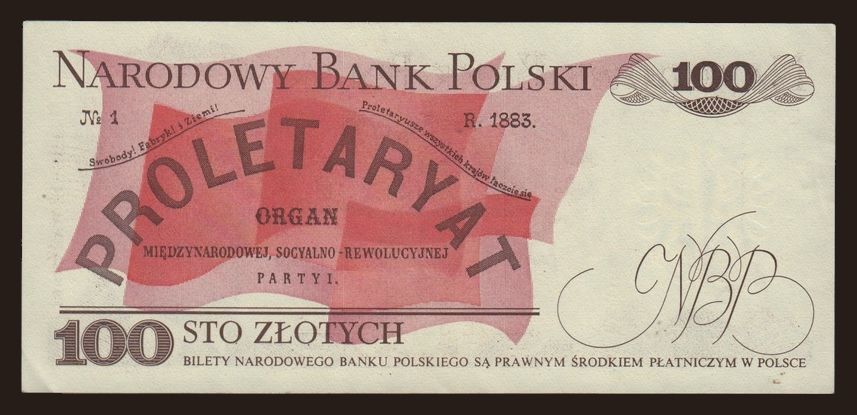 NARODOWY BANK POLSKI 100
№ 1 R. 1883.
Swobody! Fabryk! i Ziemi!
Proletaryusze wszystkich krajów łączcie się
PROLETARYAT
ORGAN
MIĘDZYNARODOWEJ, SOCYALNO-REWOLUCYJNEJ
PARTYI.
NBP
100 STO ZŁOTYCH
BILETY NARODOWEGO BANKU POLSKIEGO SĄ PRAWNYM ŚRODKIEM PŁATNICZYM W POLSCE